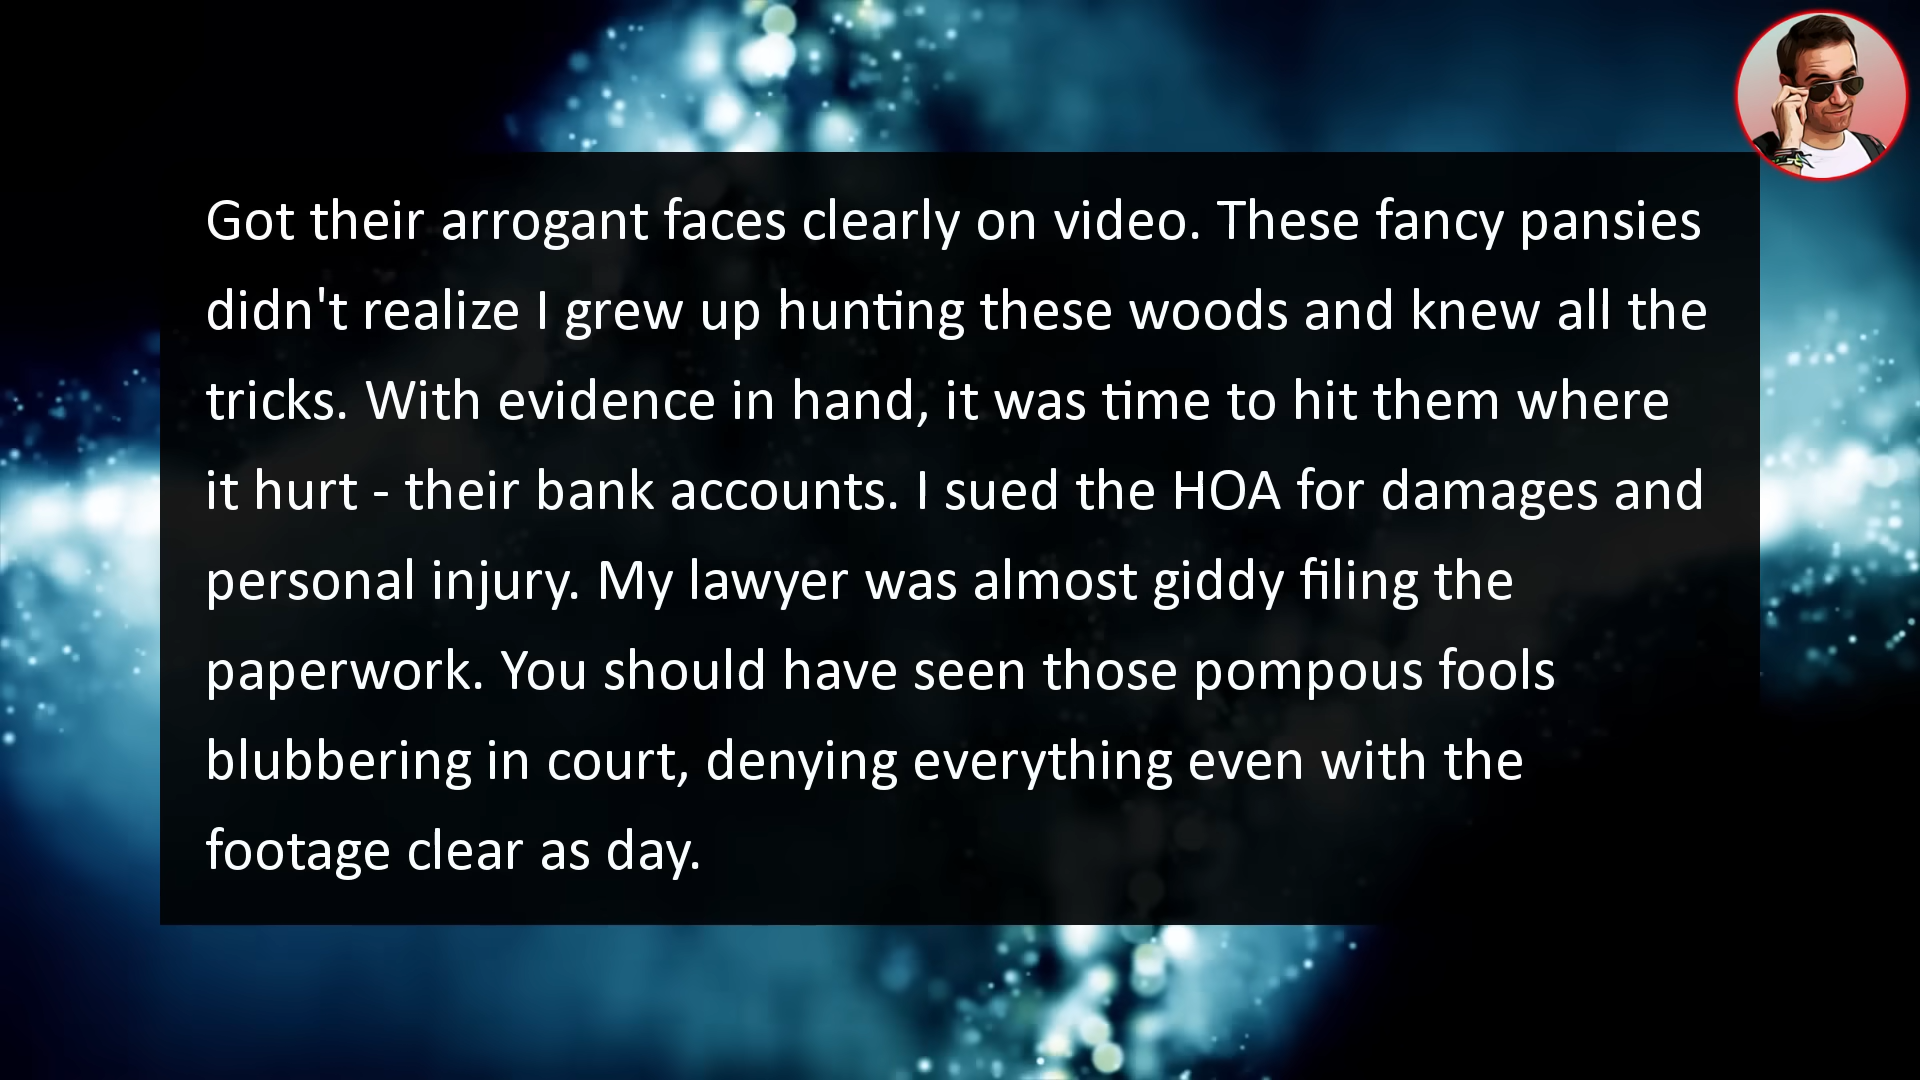 Got their arrogant faces clearly on video. These fancy pansies
didn't realize I grew up hunting these woods and knew all the
tricks. With evidence in hand, it was time to hit them where
it hurt - their bank accounts. I sued the HOA for damages and
personal injury. My lawyer was almost giddy filing the
paperwork. You should have seen those pompous fools
blubbering in court, denying everything even with the
footage clear as day.